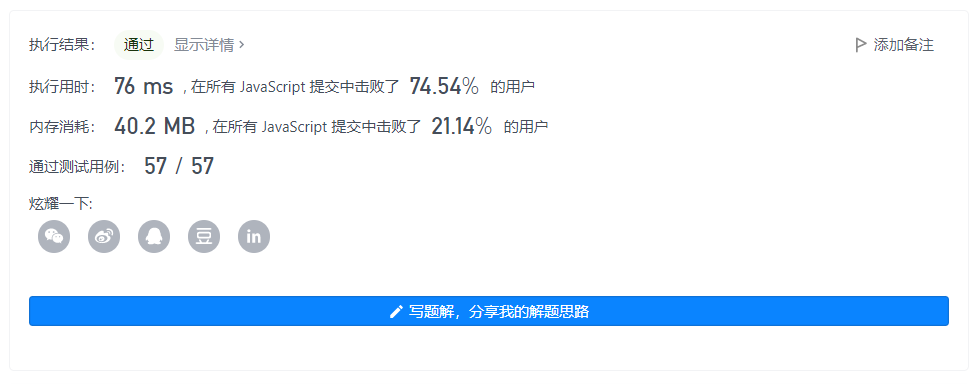 执行结果： 通过 显示详情 > 添加备注
执行用时： 76 ms , 在所有 JavaScript 提交中击败了 74.54% 的用户
内存消耗： 40.2 MB , 在所有 JavaScript 提交中击败了 21.14% 的用户
通过测试用例： 57 / 57
炫耀一下:
豆 in
写题解，分享我的解题思路